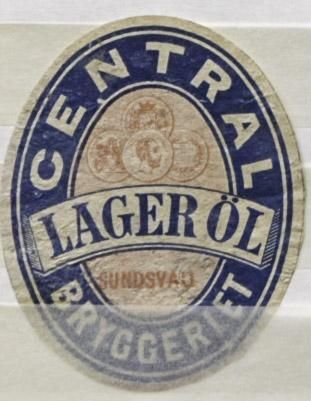 CENTRAL
LAGER ÖL
SUNDSVALL
BRYGGERIET